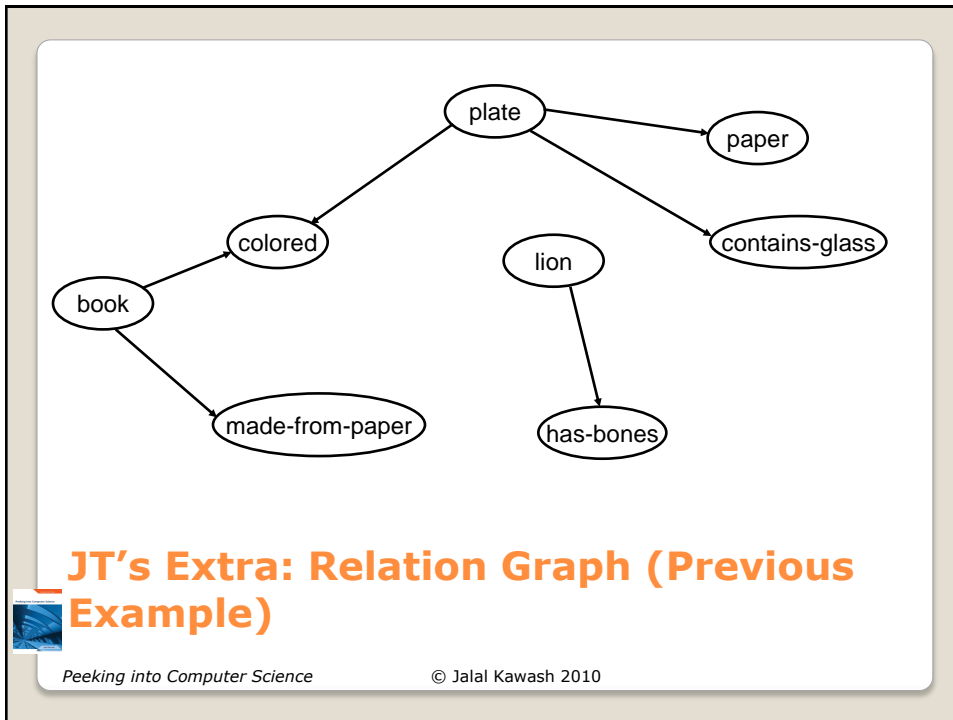 plate
paper
colored
contains-glass
lion
book
made-from-paper
has-bones
JT’s Extra: Relation Graph (Previous
Example)
Peeking into Computer Science © Jalal Kawash 2010